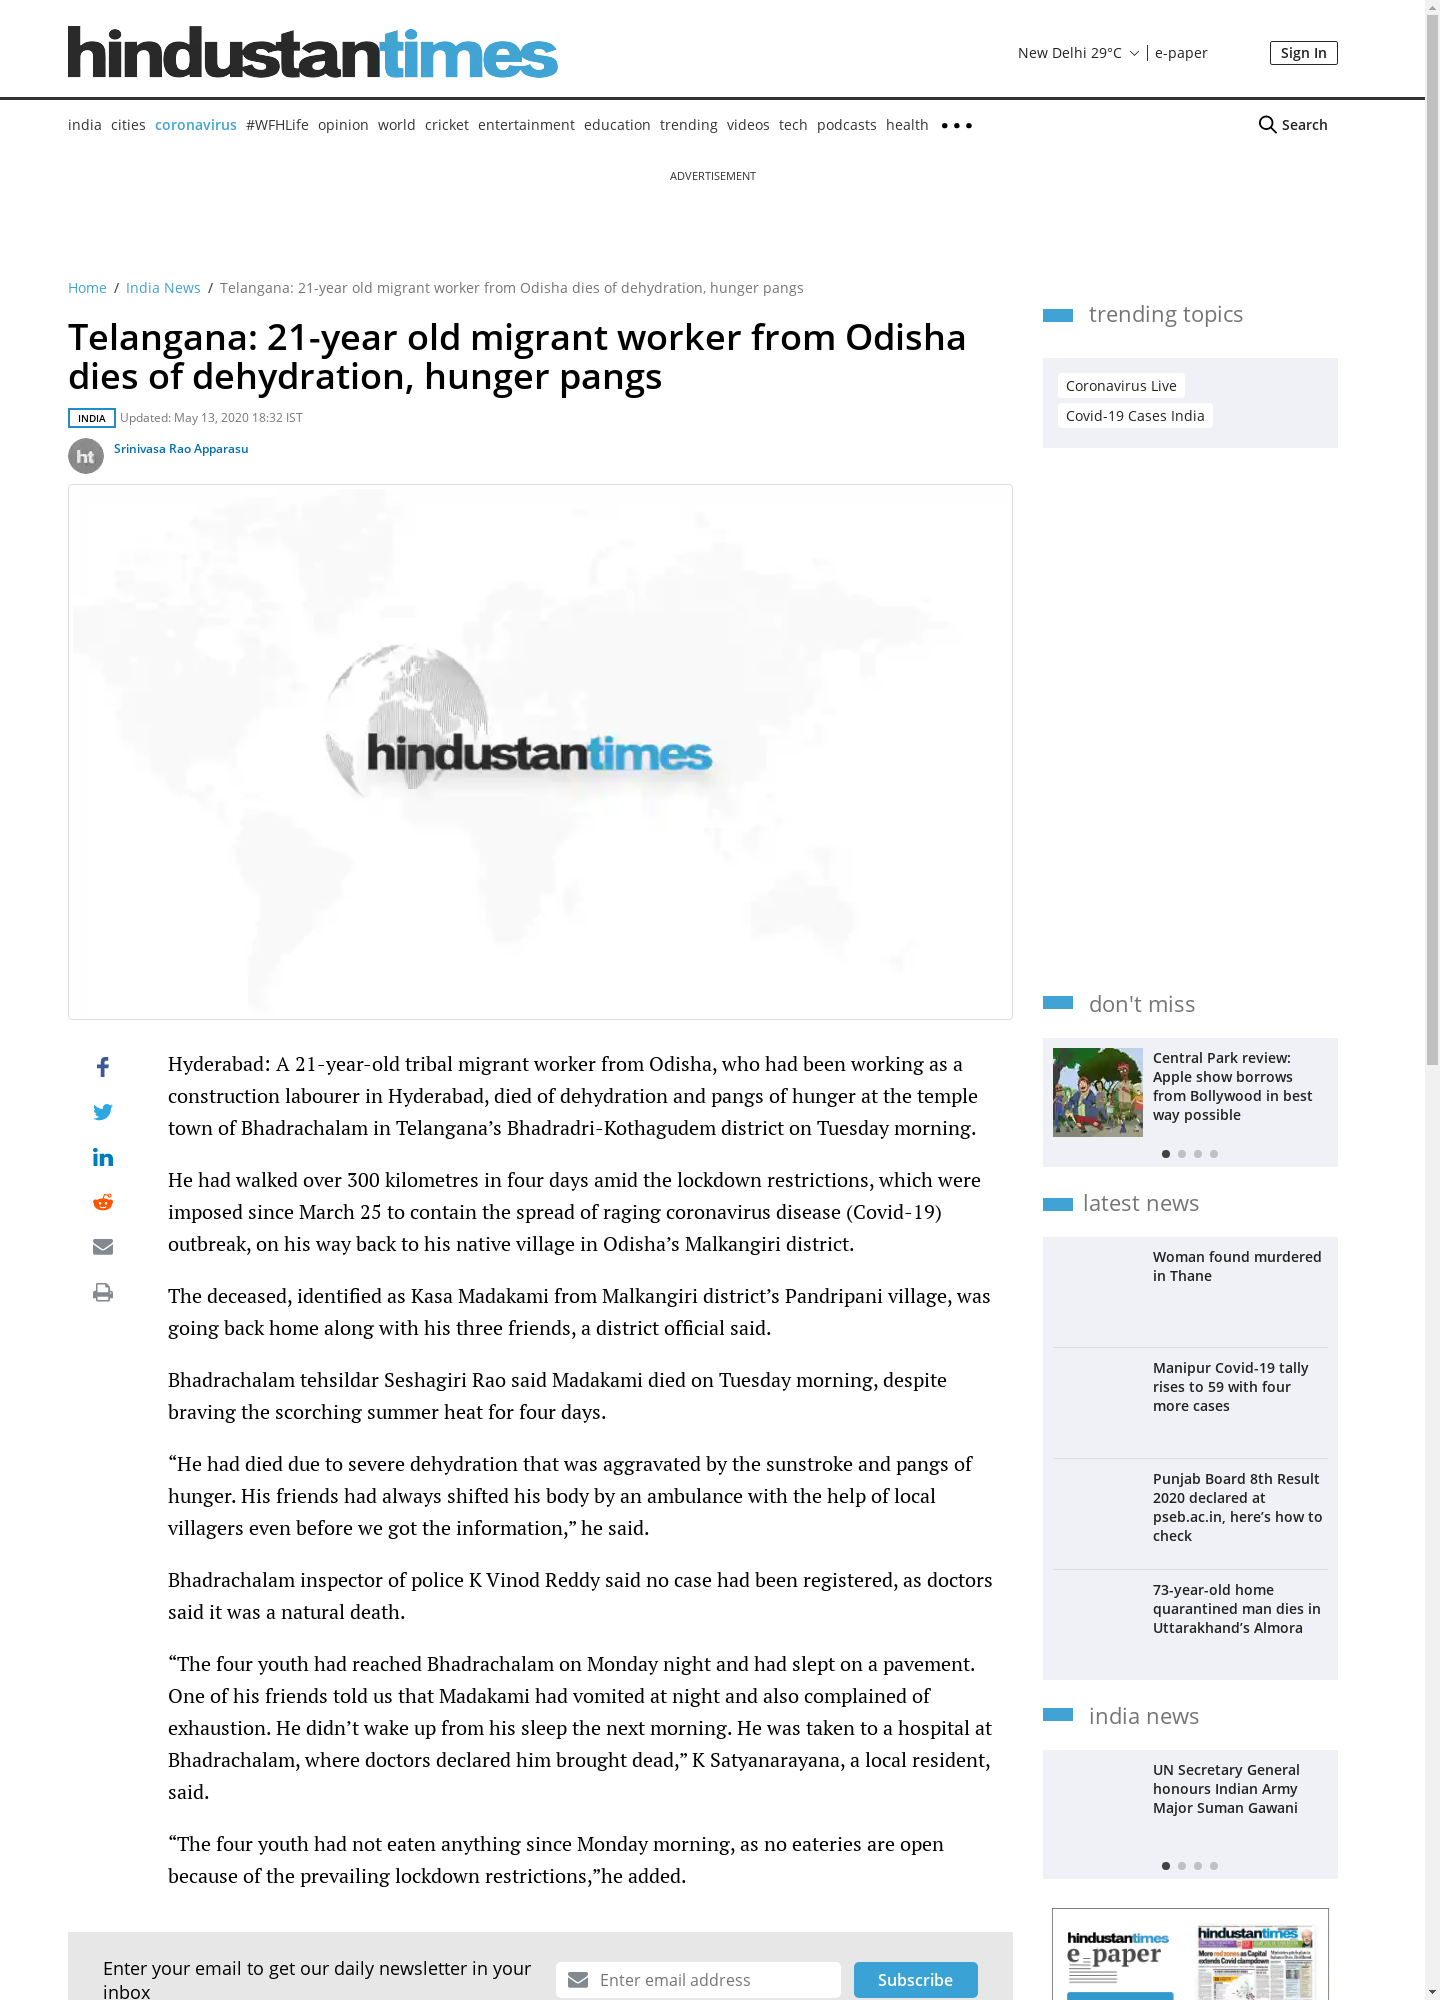 hindustantimes
New Delhi 29°C
e-paper
Sign In
india cities coronavirus #WFHLife opinion world cricket entertainment education trending videos tech podcasts health
Search
ADVERTISEMENT
Home / India News / Telangana: 21-year old migrant worker from Odisha dies of dehydration, hunger pangs
Telangana: 21-year old migrant worker from Odisha
dies of dehydration, hunger pangs
INDIA Updated: May 13, 2020 18:32 IST
ht
Srinivasa Rao Apparasu
hindustantimes
Hyderabad: A 21-year-old tribal migrant worker from Odisha, who had been working as a
construction labourer in Hyderabad, died of dehydration and pangs of hunger at the temple
town of Bhadrachalam in Telangana’s Bhadradri-Kothagudem district on Tuesday morning.
He had walked over 300 kilometres in four days amid the lockdown restrictions, which were
imposed since March 25 to contain the spread of raging coronavirus disease (Covid-19)
outbreak, on his way back to his native village in Odisha’s Malkangiri district.
The deceased, identified as Kasa Madakami from Malkangiri district’s Pandripani village, was
going back home along with his three friends, a district official said.
Bhadrachalam tehsildar Seshagiri Rao said Madakami died on Tuesday morning, despite
braving the scorching summer heat for four days.
“He had died due to severe dehydration that was aggravated by the sunstroke and pangs of
hunger. His friends had always shifted his body by an ambulance with the help of local
villagers even before we got the information,” he said.
Bhadrachalam inspector of police K Vinod Reddy said no case had been registered, as doctors
said it was a natural death.
“The four youth had reached Bhadrachalam on Monday night and had slept on a pavement.
One of his friends told us that Madakami had vomited at night and also complained of
exhaustion. He didn’t wake up from his sleep the next morning. He was taken to a hospital at
Bhadrachalam, where doctors declared him brought dead,” K Satyanarayana, a local resident,
said.
“The four youth had not eaten anything since Monday morning, as no eateries are open
because of the prevailing lockdown restrictions,”he added.
Enter your email to get our daily newsletter in your
inbox
Enter email address
Subscribe
trending topics
Coronavirus Live
Covid-19 Cases India
don't miss
Central Park review:
Apple show borrows
from Bollywood in best
way possible
latest news
Woman found murdered
in Thane
Manipur Covid-19 tally
rises to 59 with four
more cases
Punjab Board 8th Result
2020 declared at
pseb.ac.in, here’s how to
check
73-year-old home
quarantined man dies in
Uttarakhand’s Almora
india news
UN Secretary General
honours Indian Army
Major Suman Gawani
hindustantimes
e paper
hindustantimes
More red zones as Capital
extends Covid clampdown